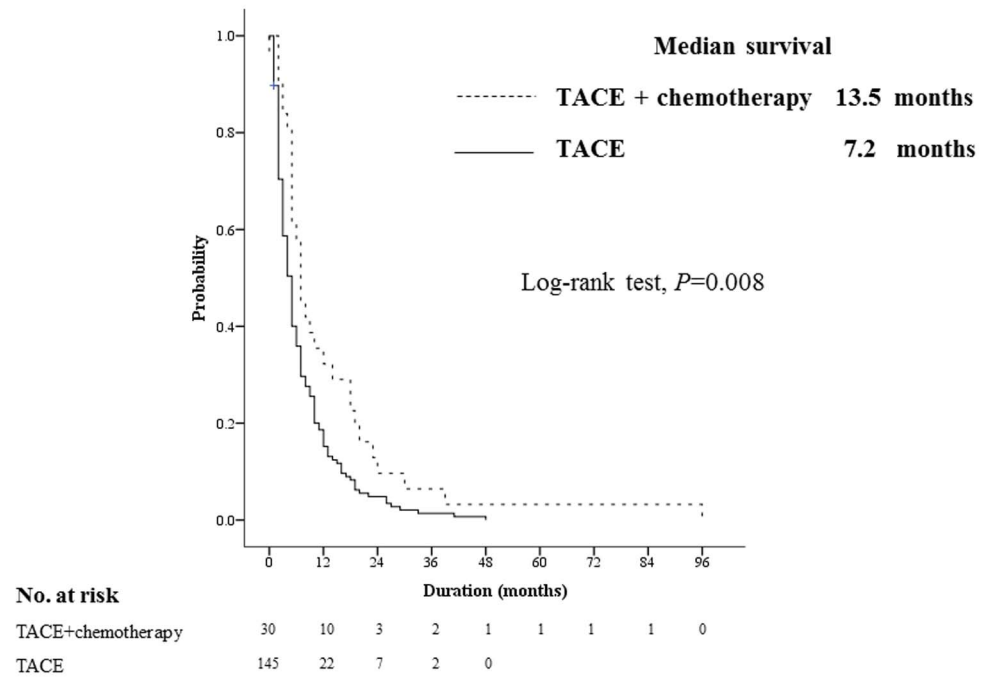 Median survival
TACE + chemotherapy 13.5 months
TACE 7.2 months
Log-rank test, P=0.008
Probability
1.0
0.8
0.6
0.4
0.2
0.0
0 12 24 36 48 60 72 84 96
Duration (months)
No. at risk
TACE+chemotherapy 30 10 3 2 1 1 1 1 0
TACE 145 22 7 2 0